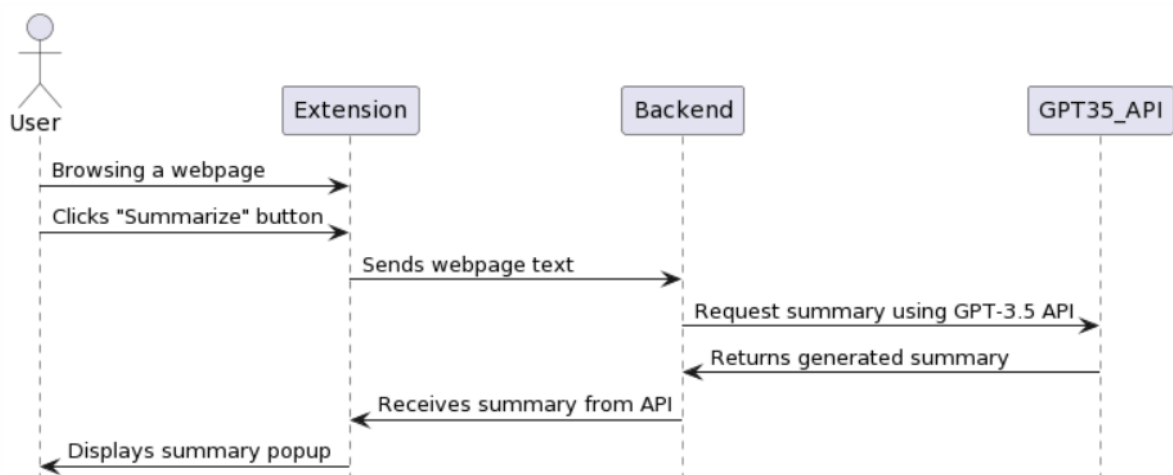 User
Extension
Backend
GPT35_API
Browsing a webpage
Clicks "Summarize" button
Sends webpage text
Request summary using GPT-3.5 API
Returns generated summary
Receives summary from API
Displays summary popup